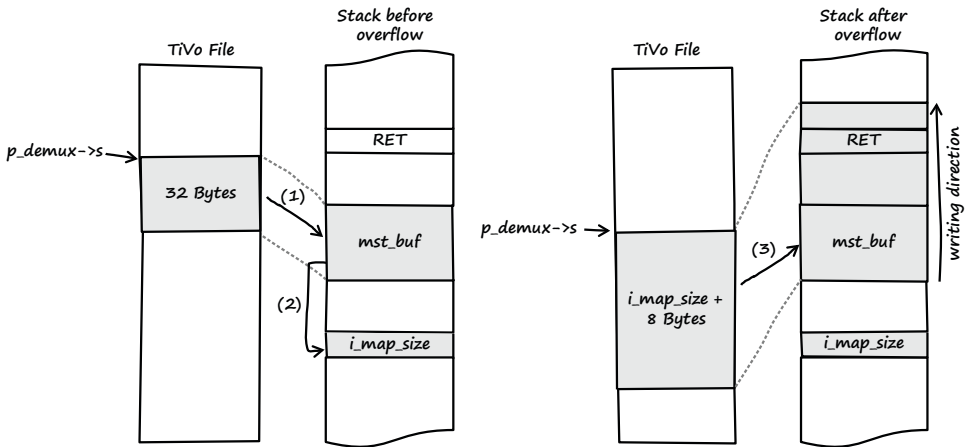 Stack before
overflow
TiVo File
RET
p_demux->s
32 Bytes
(1)
mst_buf
(2)
i_map_size
Stack after
overflow
TiVo File
RET
writing direction
p_demux->s
mst_buf
(3)
i_map_size +
8 Bytes
i_map_size